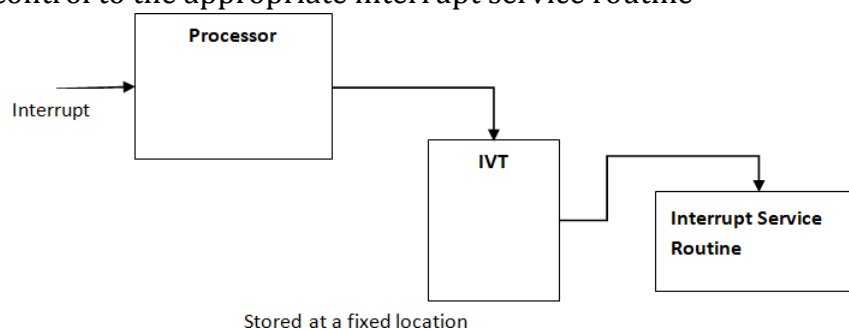 control to the appropriate interrupt service routine
Processor
Interrupt
IVT
Interrupt Service
Routine
Stored at a fixed location